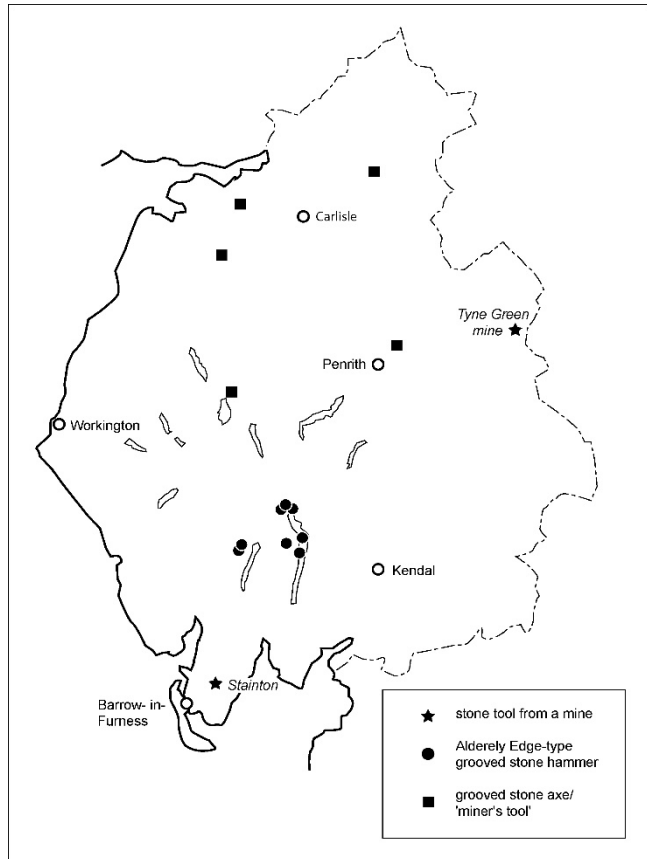 Carlisle
Tyne Green
mine
Penrith
Workington
Kendal
Stainton
Barrow- in-
Furness
stone tool from a mine
Alderely Edge-type
grooved stone hammer
grooved stone axe/
'miner's tool'